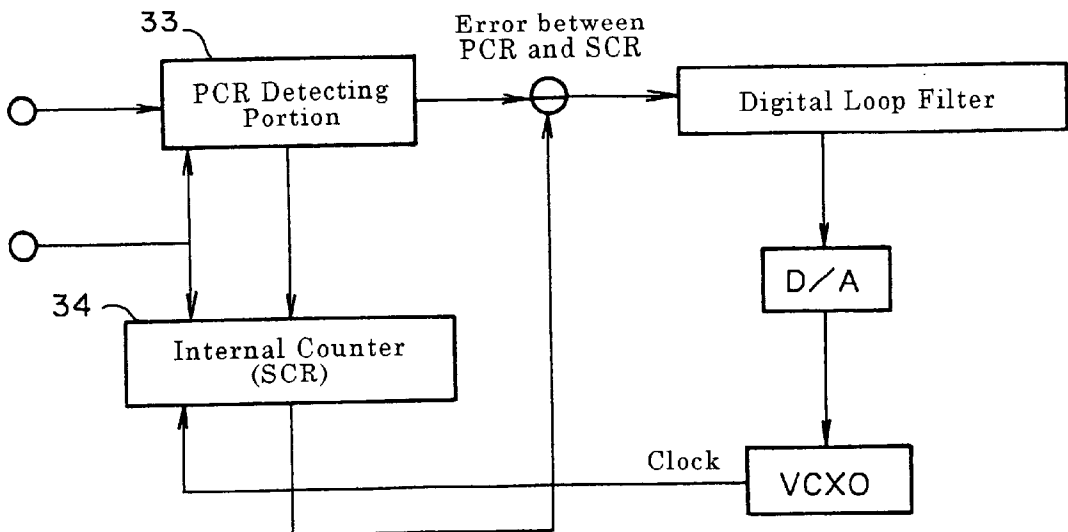 33
Error between
PCR and SCR
PCR Detecting
Portion
Digital Loop Filter
D/A
34
Internal Counter
(SCR)
Clock
VCXO